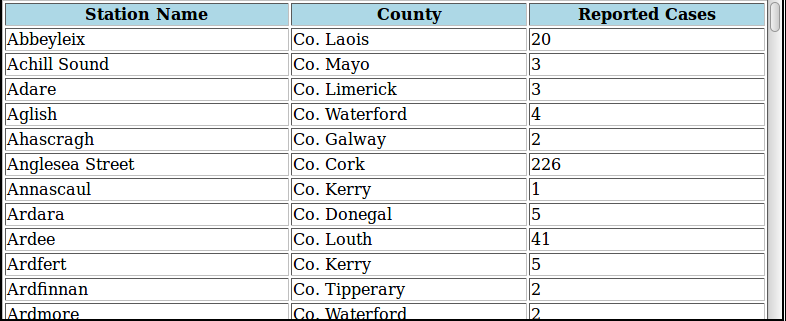 Station Name County Reported Cases
Abbeyleix Co. Laois 20
Achill Sound Co. Mayo 3
Adare Co. Limerick 3
Aglish Co. Waterford 4
Ahascragh Co. Galway 2
Anglesea Street Co. Cork 226
Annascaul Co. Kerry 1
Ardara Co. Donegal 5
Ardee Co. Louth 41
Ardfert Co. Kerry 5
Ardfinnan Co. Tipperary 2
Ardmore Co. Waterford 2